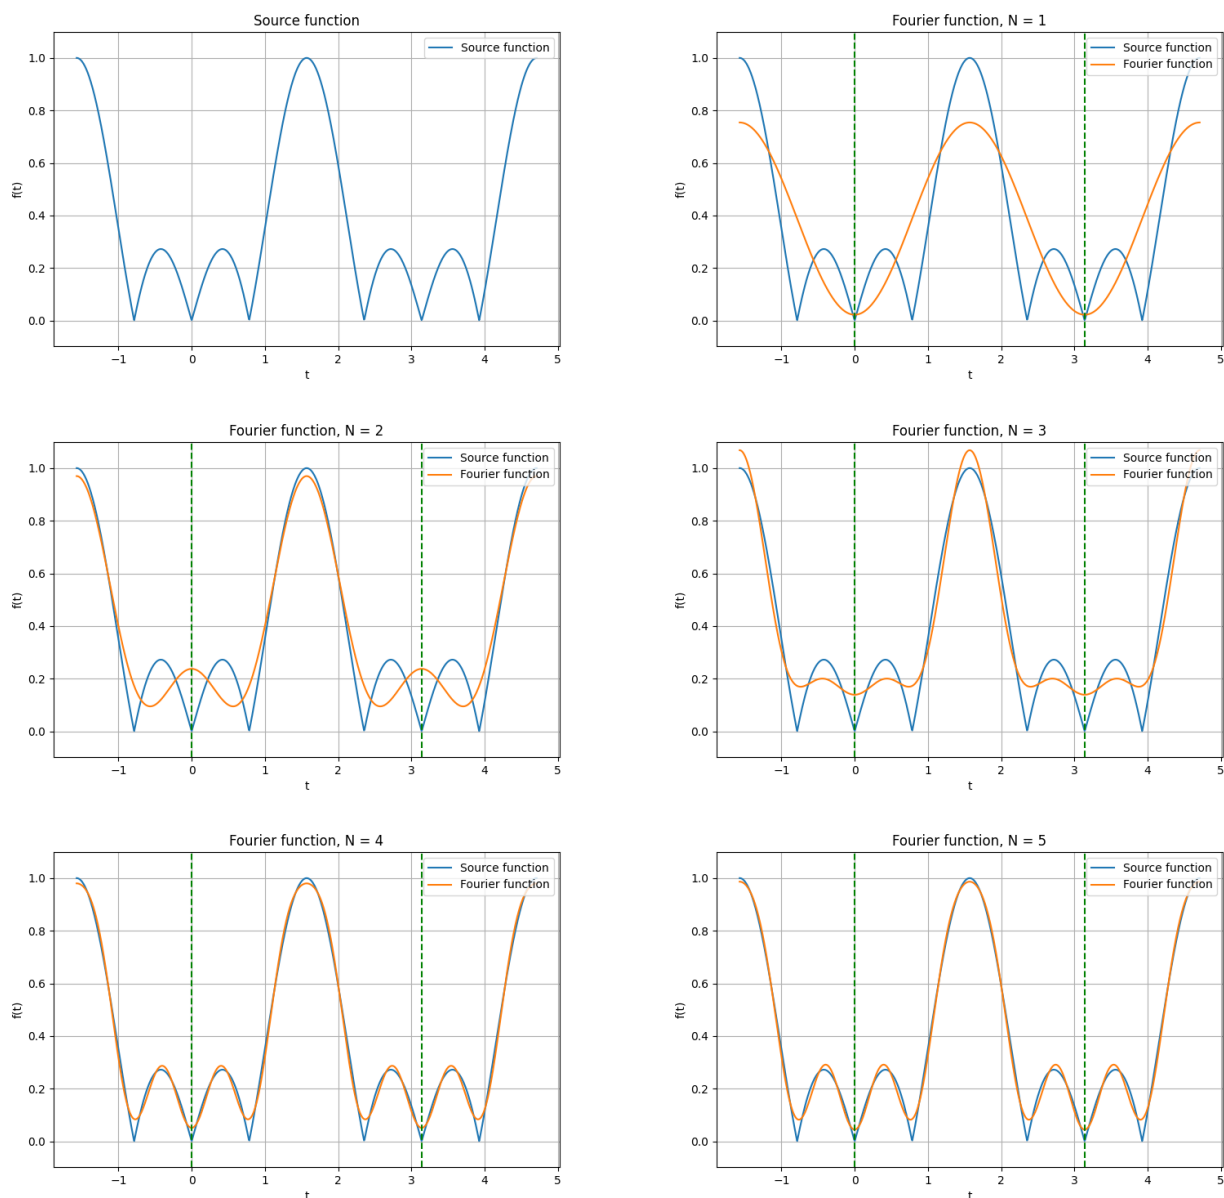 Source function
Source function
f(t)
1.0
0.8
0.6
0.4
0.2
0.0
−1 0 1 2 3 4 5
t
Fourier function, N = 1
Source function
Fourier function
f(t)
1.0
0.8
0.6
0.4
0.2
0.0
−1 0 1 2 3 4 5
t
Fourier function, N = 2
Source function
Fourier function
f(t)
1.0
0.8
0.6
0.4
0.2
0.0
−1 0 1 2 3 4 5
t
Fourier function, N = 3
Source function
Fourier function
f(t)
1.0
0.8
0.6
0.4
0.2
0.0
−1 0 1 2 3 4 5
t
Fourier function, N = 4
Source function
Fourier function
f(t)
1.0
0.8
0.6
0.4
0.2
0.0
−1 0 1 2 3 4 5
t
Fourier function, N = 5
Source function
Fourier function
f(t)
1.0
0.8
0.6
0.4
0.2
0.0
−1 0 1 2 3 4 5
t